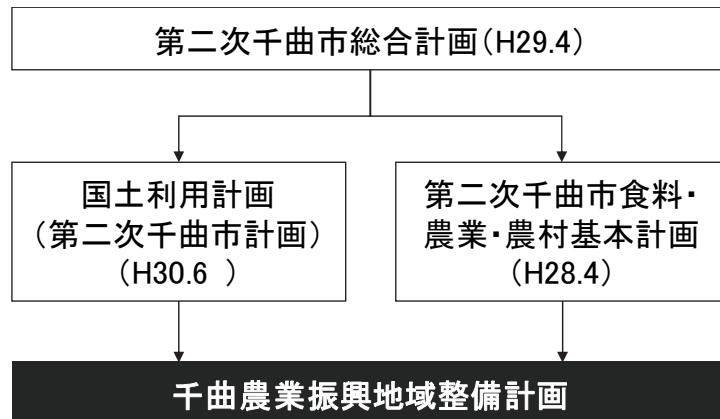 第二次千曲市総合計画(H29.4)
国土利用計画
(第二次千曲市計画)
(H30.6 )
第二次千曲市食料・
農業・農村基本計画
(H28.4)
千曲農業振興地域整備計画